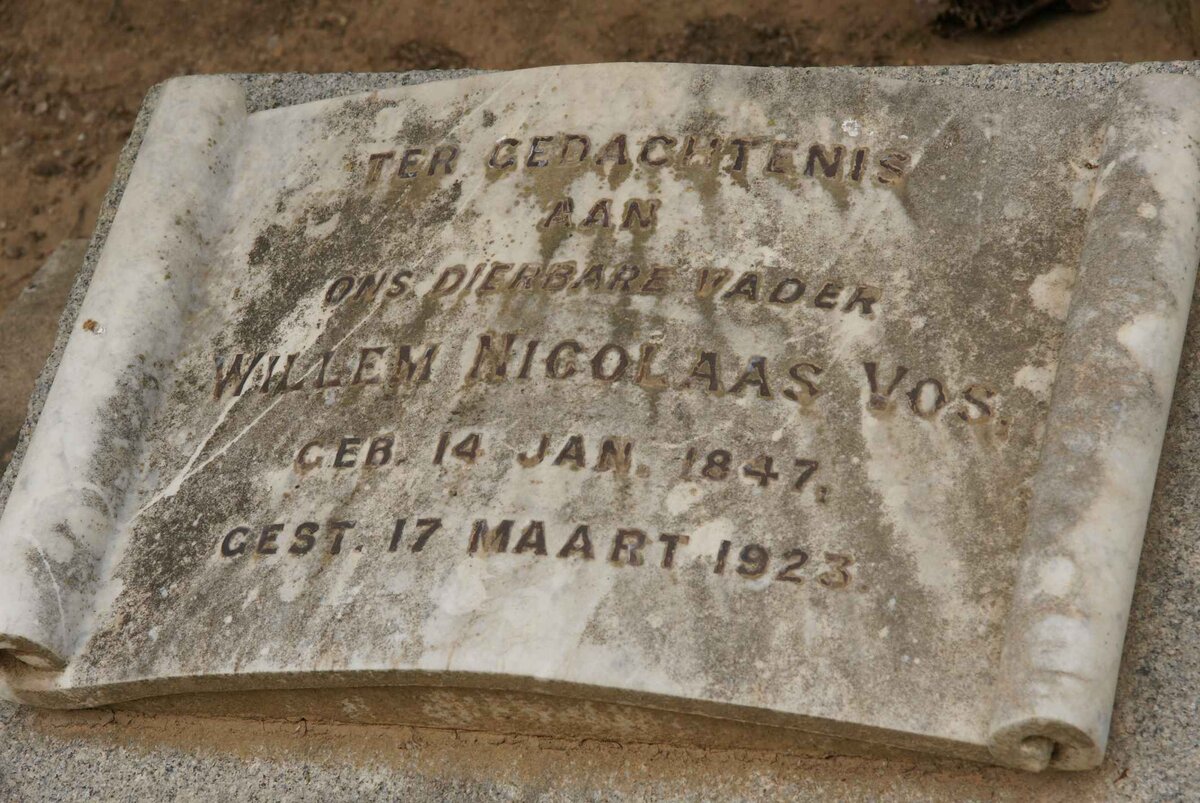 TER GEDACHTENIS
AAN
ONS DIERBARE VADER
WILLEM NICOLAAS VOS.
GEB. 14 JAN. 1847,
GEST. 17 MAART 1923.